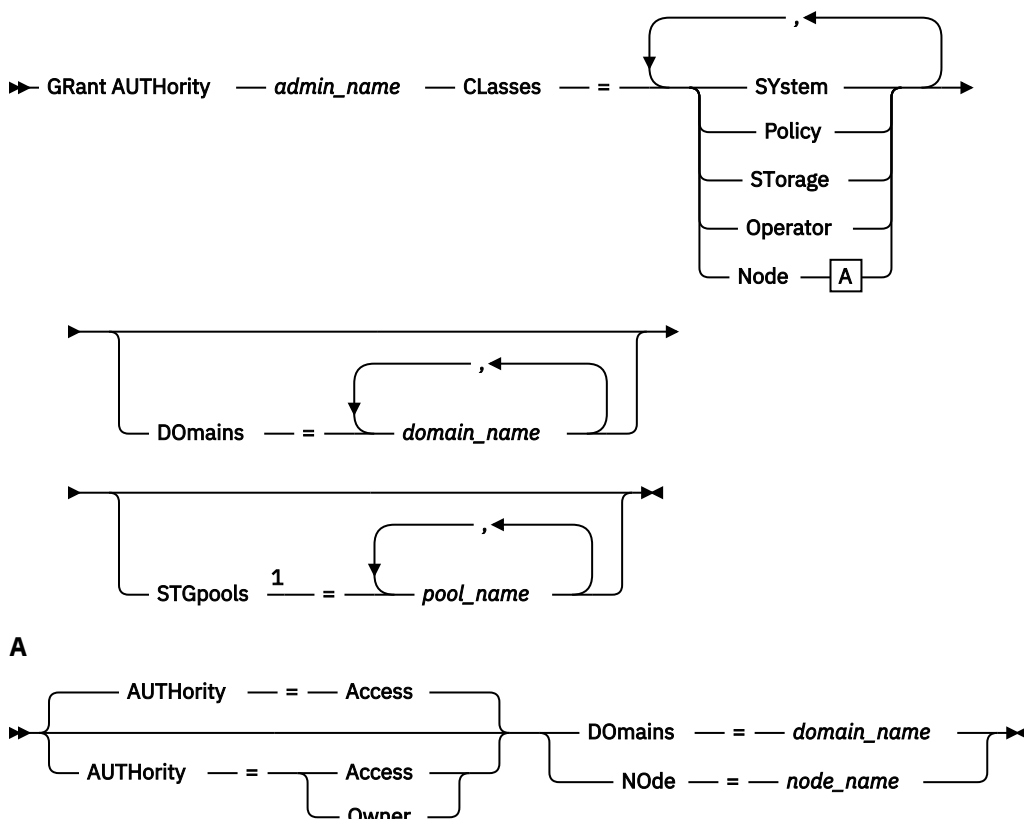 ,
GRant AUTHority admin_name CLasses = SYstem
Policy
STorage
Operator
Node A
,
DOmains = domain_name
,
STGpools 1 = pool_name
A
AUTHority = Access
DOmains = domain_name
AUTHority = Access
NOde = node_name
Owner